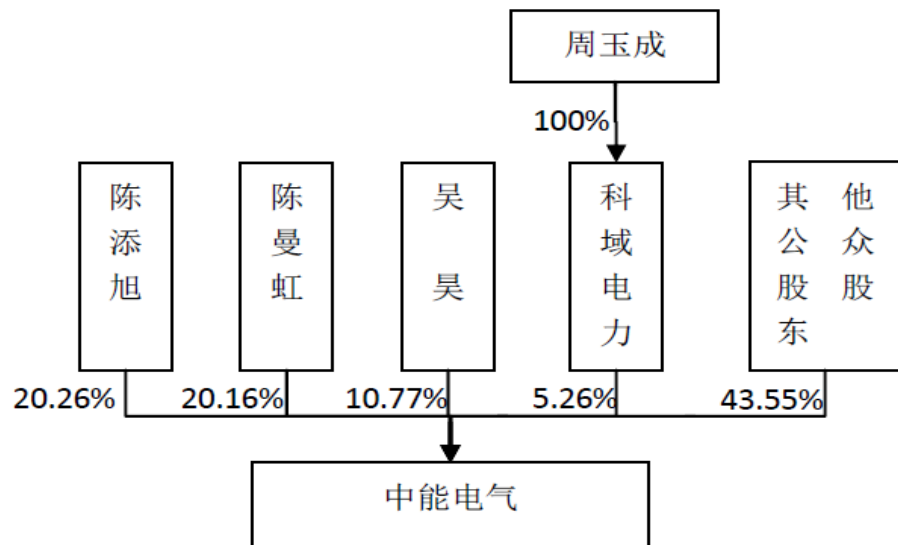 周玉成
100%
陈添旭
陈曼虹
吴昊
科域电力
其他
公众
股股
东
20.26%
20.16%
10.77%
5.26%
43.55%
中能电气